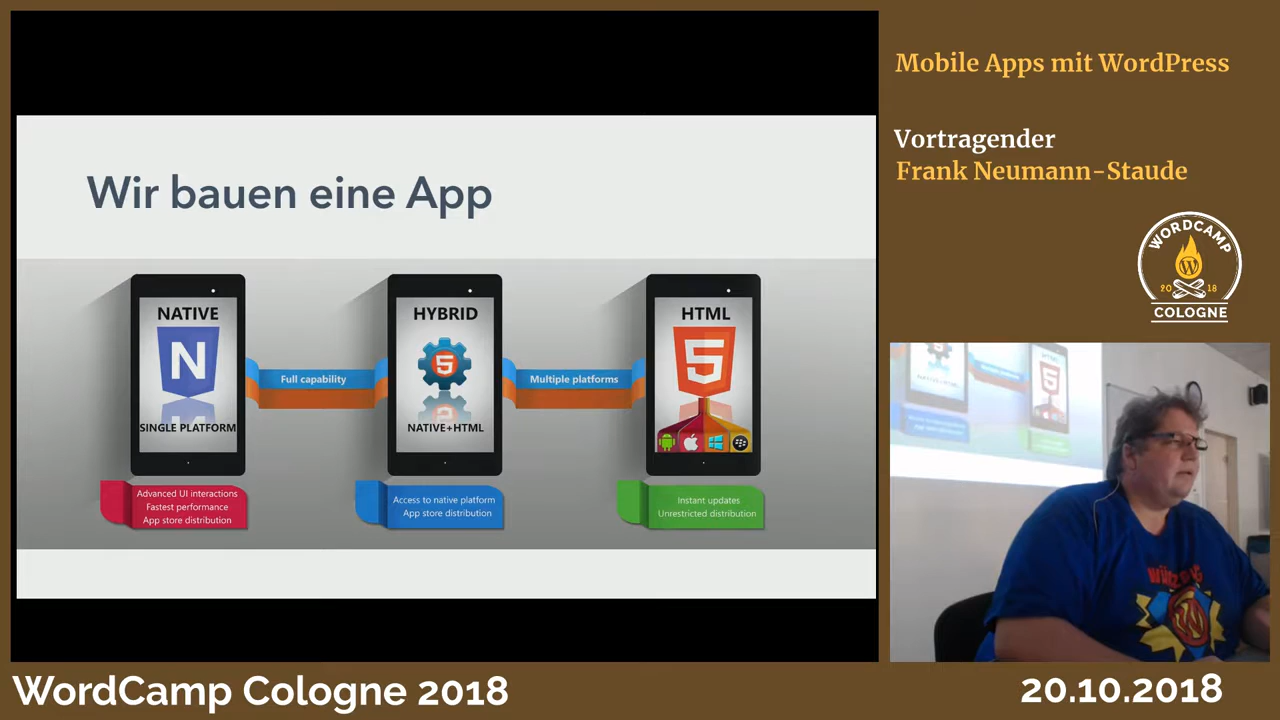 Wir bauen eine App
NATIVE
N
SINGLE PLATFORM
Advanced UI interactions
Fastest performance
App store distribution
Full capability
HYBRID
5
NATIVE+HTML
Access to native platform
App store distribution
Multiple platforms
HTML
5
Instant updates
Unrestricted distribution
Mobile Apps mit WordPress
Vortragender
Frank Neumann-Staude
WORDCAMP
20 18
COLOGNE
WordCamp Cologne 2018
20.10.2018